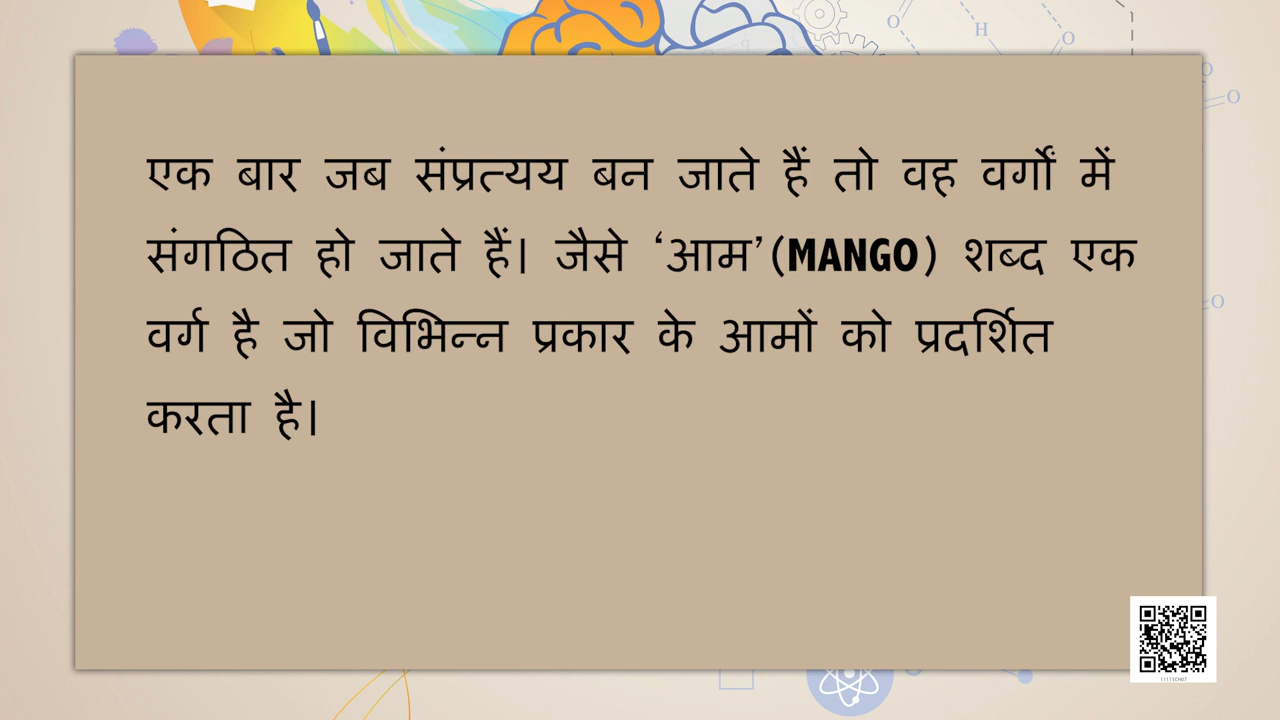 एक बार जब संप्रत्यय बन जाते हैं तो वह वर्गों में
संगठित हो जाते हैं। जैसे ‘आम’(MANGO) शब्द एक
वर्ग है जो विभिन्न प्रकार के आमों को प्रदर्शित
करता है।
O
H
O
O
O
O